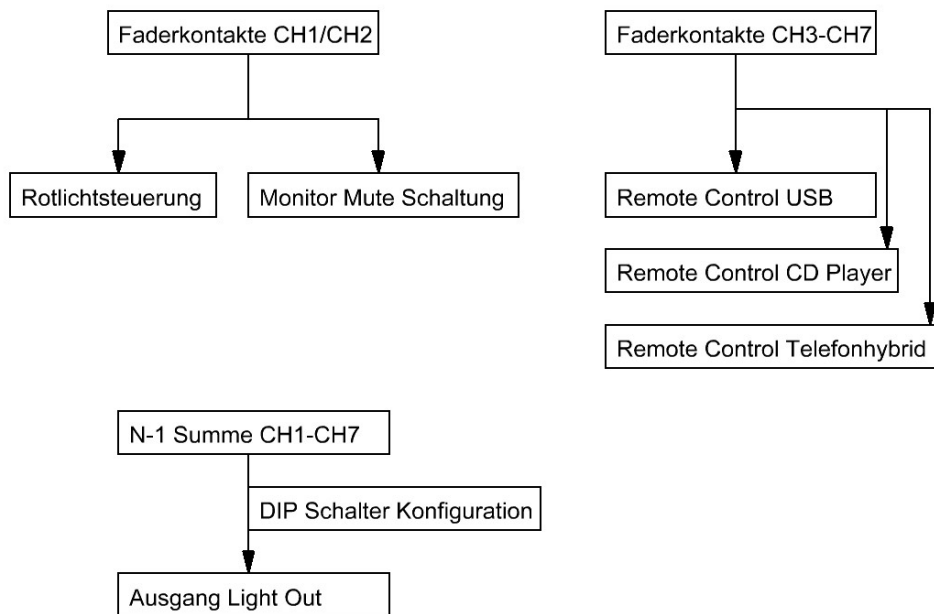 Faderkontakte CH1/CH2
Rotlichtsteuerung
Monitor Mute Schaltung
Faderkontakte CH3-CH7
Remote Control USB
Remote Control CD Player
Remote Control Telefonhybrid
N-1 Summe CH1-CH7
DIP Schalter Konfiguration
Ausgang Light Out